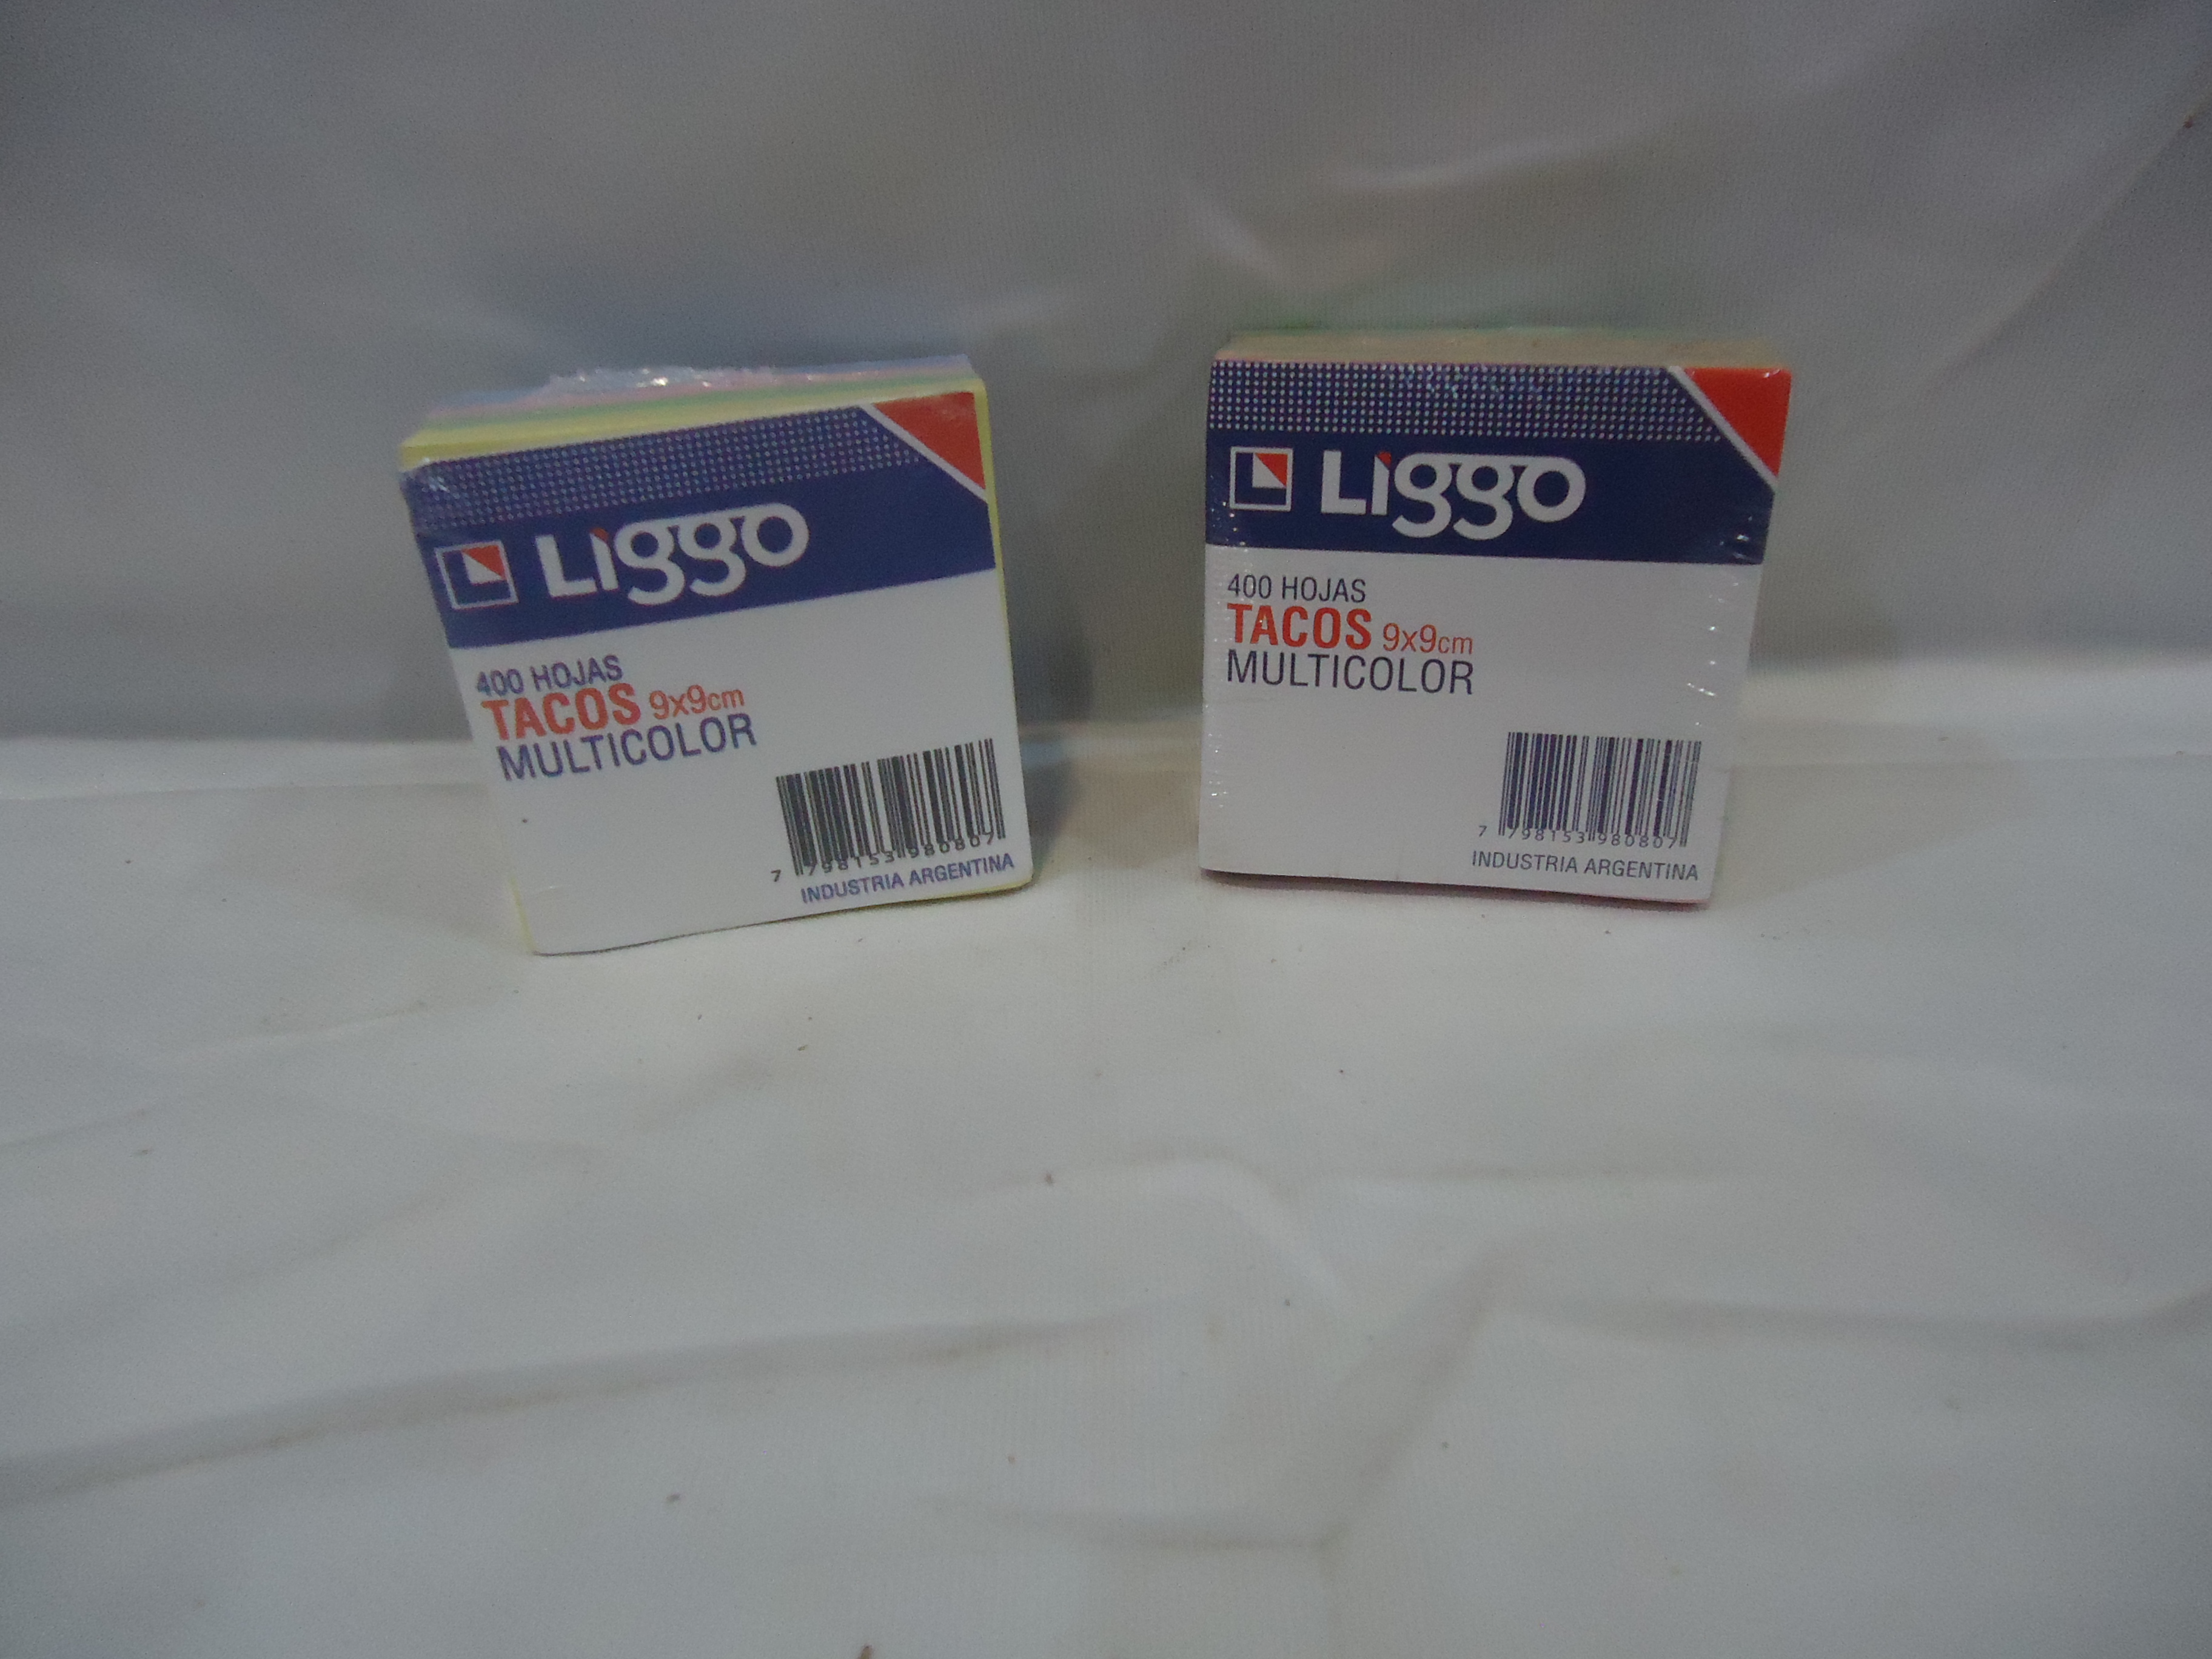 Liggo
400 HOJAS
TACOS 9x9cm
MULTICOLOR
7 798153 980807
INDUSTRIA ARGENTINA
Liggo
400 HOJAS
TACOS 9x9cm
MULTICOLOR
7 798153 980807
INDUSTRIA ARGENTINA